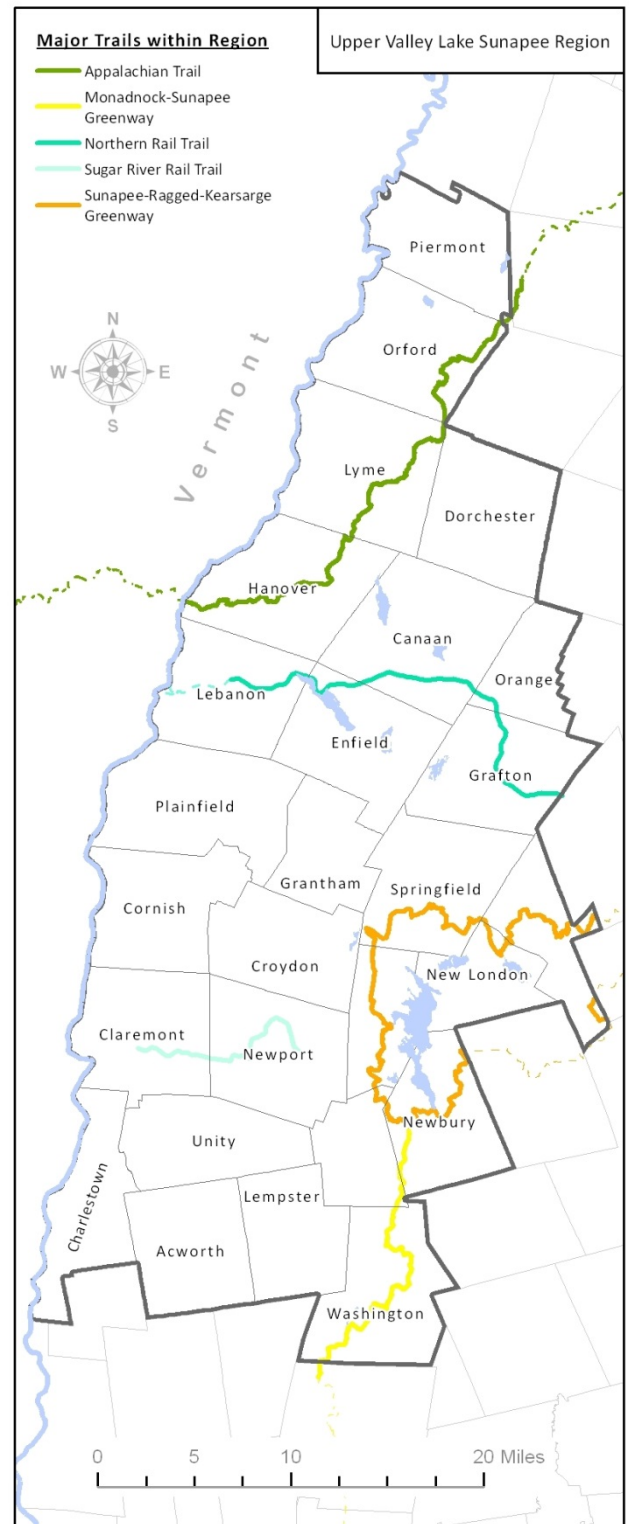 Major Trails within Region
Upper Valley Lake Sunapee Region
Appalachian Trail
Monadnock-Sunapee
Greenway
Northern Rail Trail
Sugar River Rail Trail
Sunapee-Ragged-Kearsarge
Greenway
N
W
E
S
Vermont
Piermont
Orford
Lyme
Dorchester
Hanover
Canaan
Orange
Lebanon
Enfield
Grafton
Plainfield
Grantham
Springfield
Cornish
Croydon
New London
Claremont
Newport
Newbury
Unity
Charlestown
Lempster
Acworth
Washington
0 5 10 20 Miles